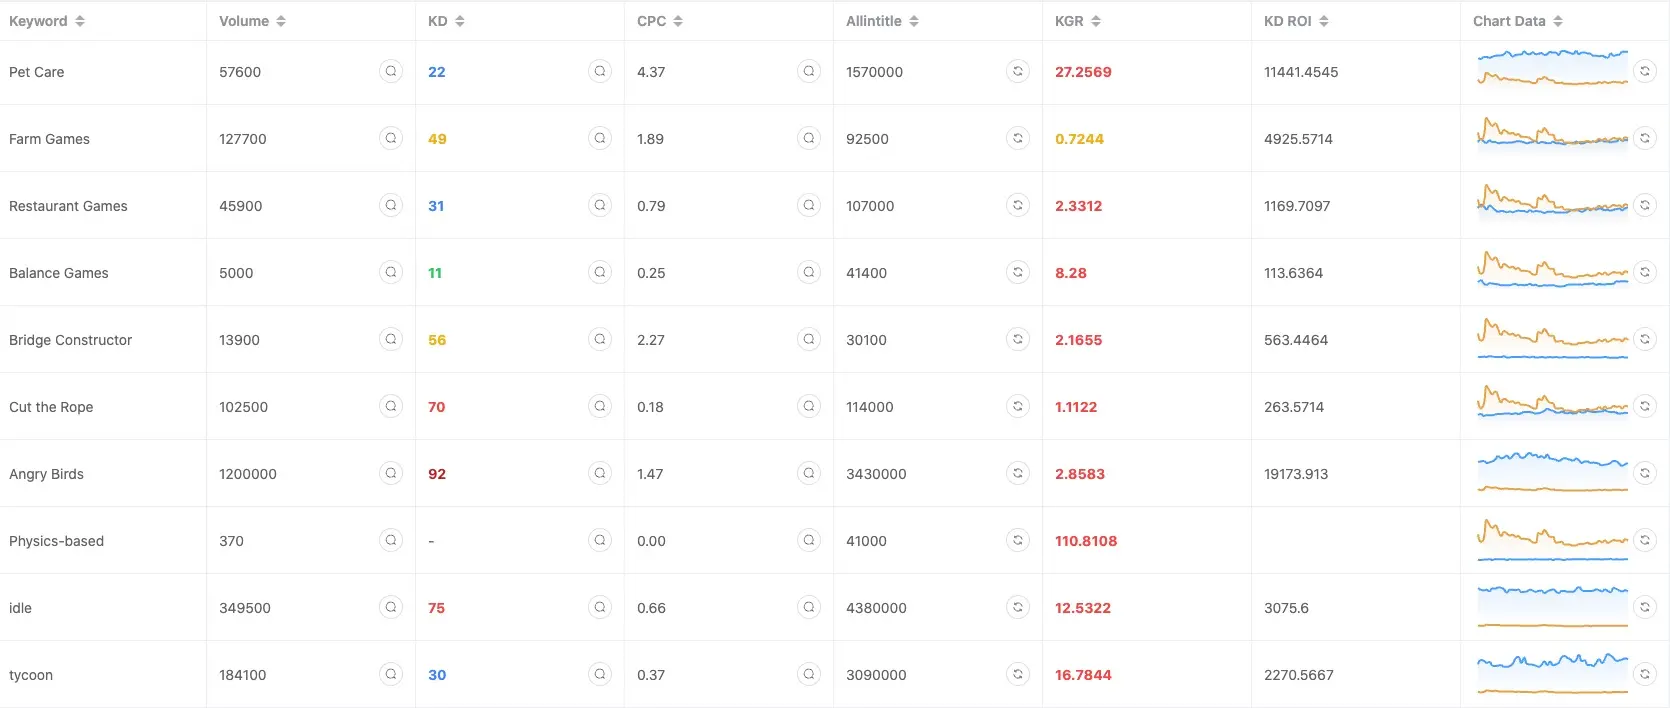 Keyword Volume KD CPC Allintitle KGR KD ROI Chart Data
Pet Care 57600 22 4.37 1570000 27.2569 11441.4545
Farm Games 127700 49 1.89 92500 0.7244 4925.5714
Restaurant Games 45900 31 0.79 107000 2.3312 1169.7097
Balance Games 5000 11 0.25 41400 8.28 113.6364
Bridge Constructor 13900 56 2.27 30100 2.1655 563.4464
Cut the Rope 102500 70 0.18 114000 1.1122 263.5714
Angry Birds 1200000 92 1.47 3430000 2.8583 19173.913
Physics-based 370 - 0.00 41000 110.8108
idle 349500 75 0.66 4380000 12.5322 3075.6
tycoon 184100 30 0.37 3090000 16.7844 2270.5667